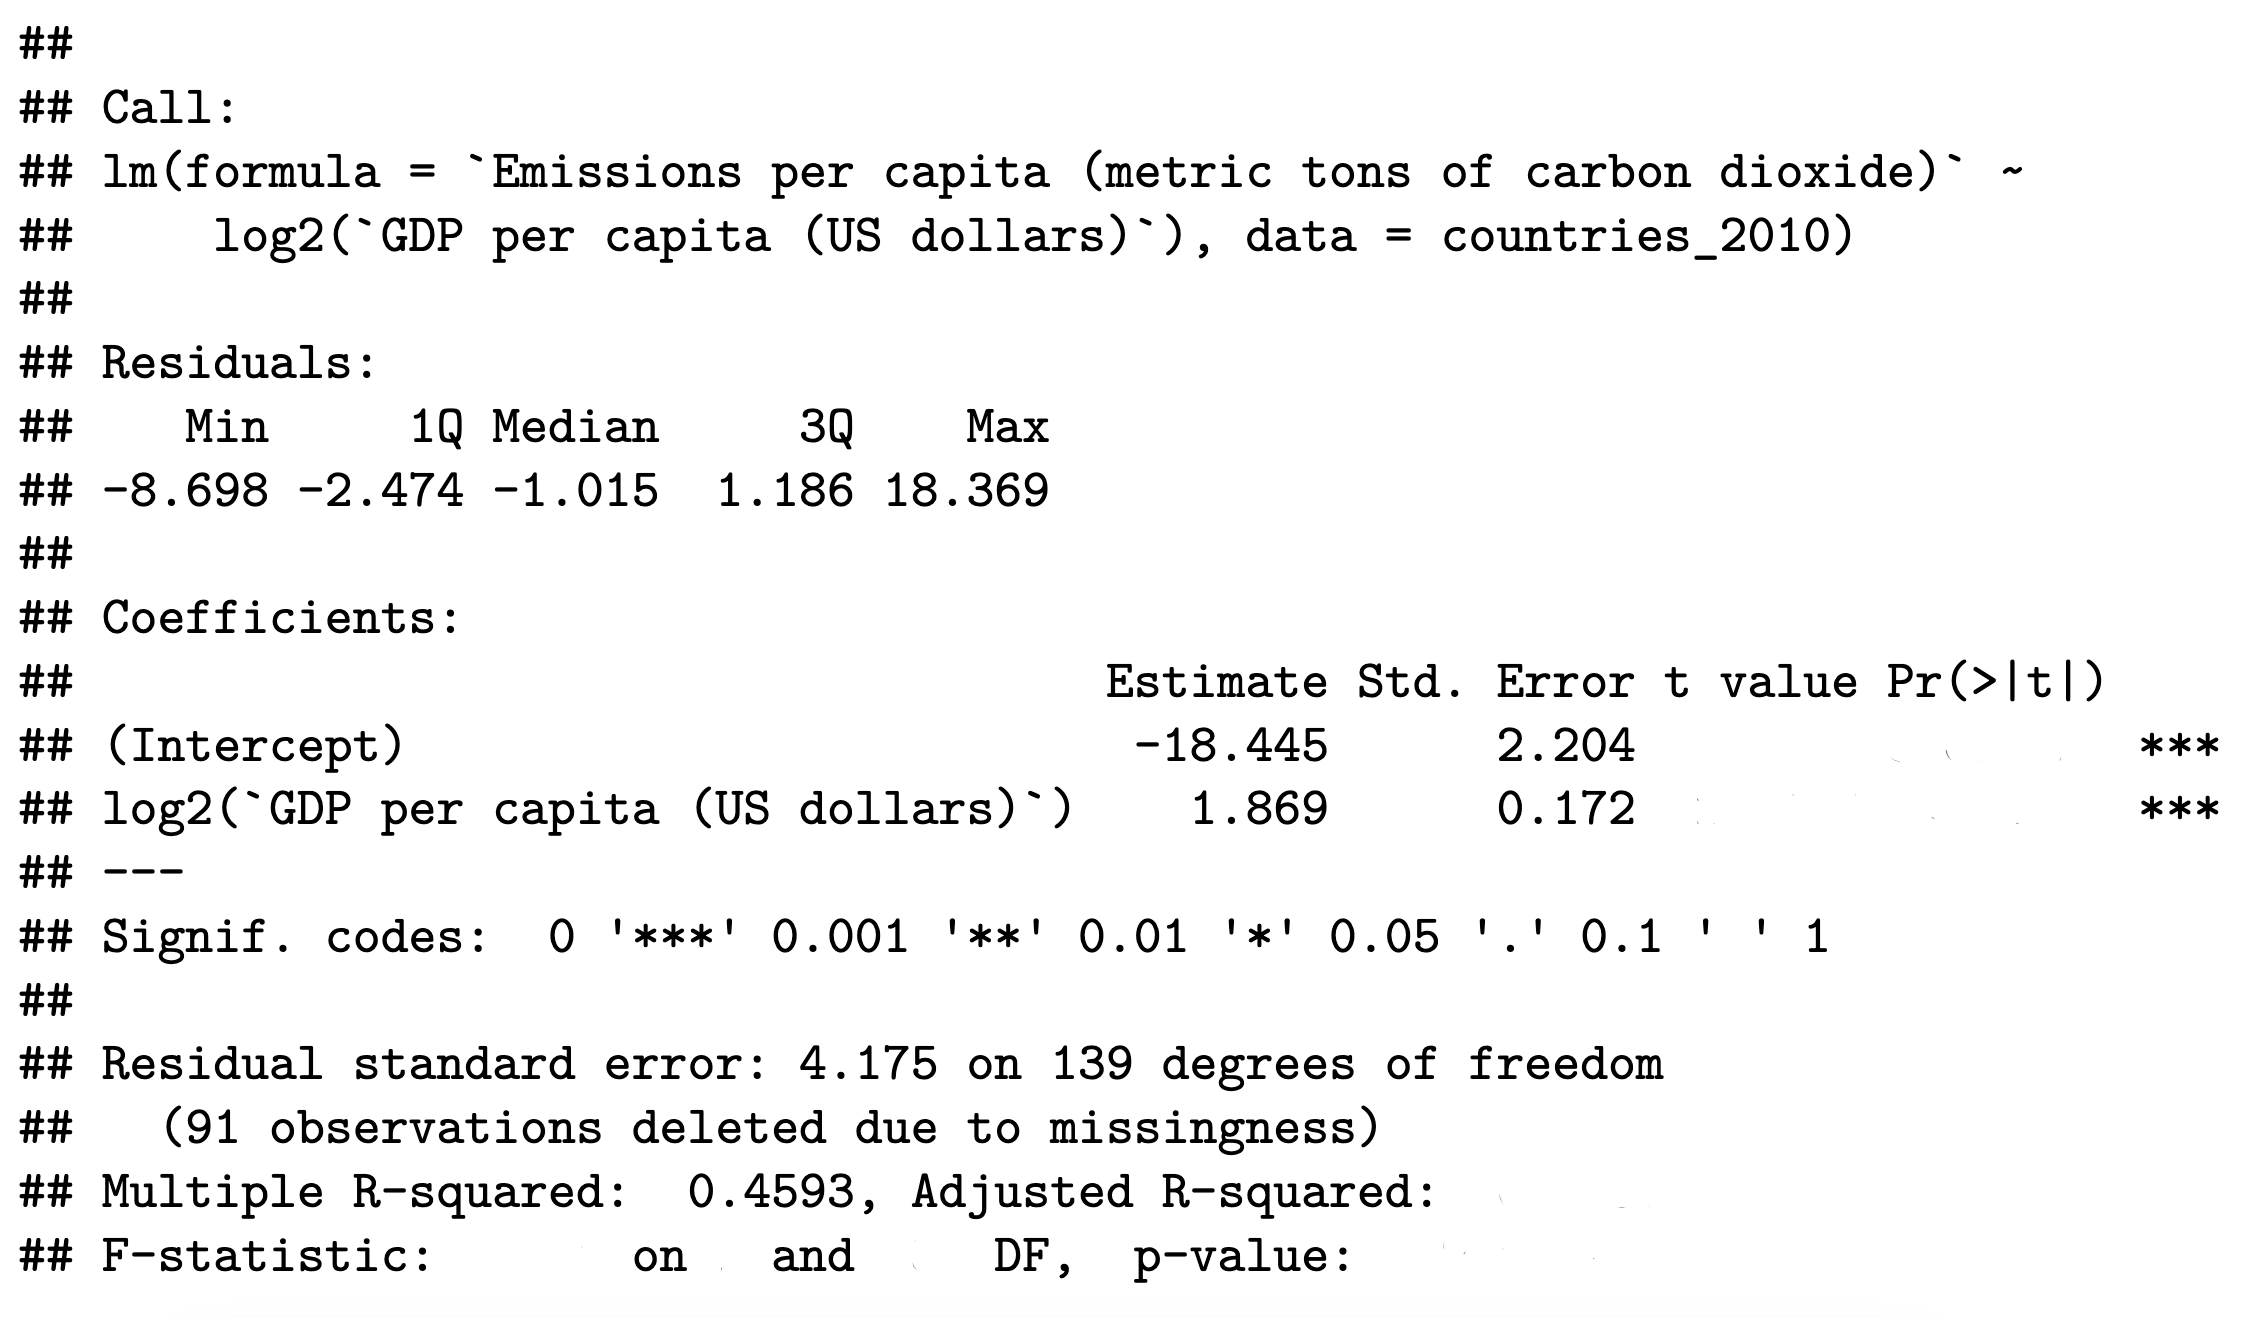 ##
## Call:
## lm(formula = `Emissions per capita (metric tons of carbon dioxide)` ~
##     log2(`GDP per capita (US dollars)`), data = countries_2010)
##
## Residuals:
##    Min     1Q Median     3Q    Max
## -8.698 -2.474 -1.015  1.186 18.369
##
## Coefficients:
##                                     Estimate Std. Error t value Pr(>|t|)
## (Intercept)                          -18.445      2.204                  ***
## log2(`GDP per capita (US dollars)`)    1.869      0.172                  ***
## ---
## Signif. codes:  0 '***' 0.001 '**' 0.01 '*' 0.05 '.' 0.1 ' ' 1
##
## Residual standard error: 4.175 on 139 degrees of freedom
##   (91 observations deleted due to missingness)
## Multiple R-squared:  0.4593, Adjusted R-squared:
## F-statistic:       on   and     DF,  p-value: